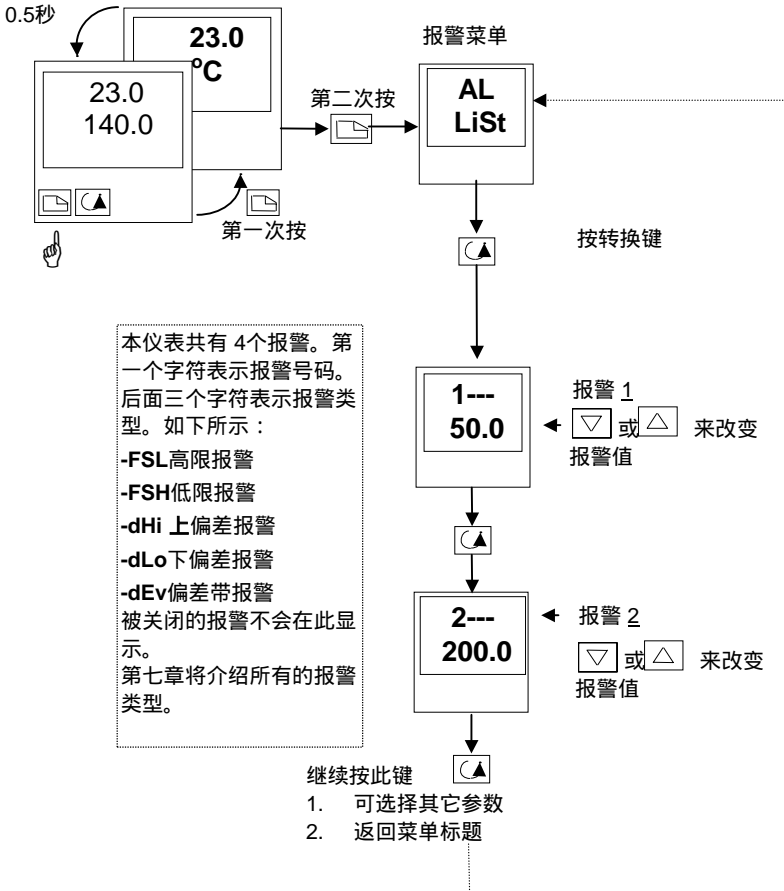 0.5秒
23.0
°C
23.0
140.0
第一次按
第二次按
报警菜单
AL
LiSt
按转换键
本仪表共有 4个报警。第
一个字符表示报警号码。
后面三个字符表示报警类
型。如下所示：
-FSL高限报警
-FSH低限报警
-dHi 上偏差报警
-dLo下偏差报警
-dEv偏差带报警
被关闭的报警不会在此显
示。
第七章将介绍所有的报警
类型。
1---
50.0
报警 1
或 来改变
报警值
2---
200.0
报警 2
或 来改变
报警值
继续按此键
1. 可选择其它参数
2. 返回菜单标题